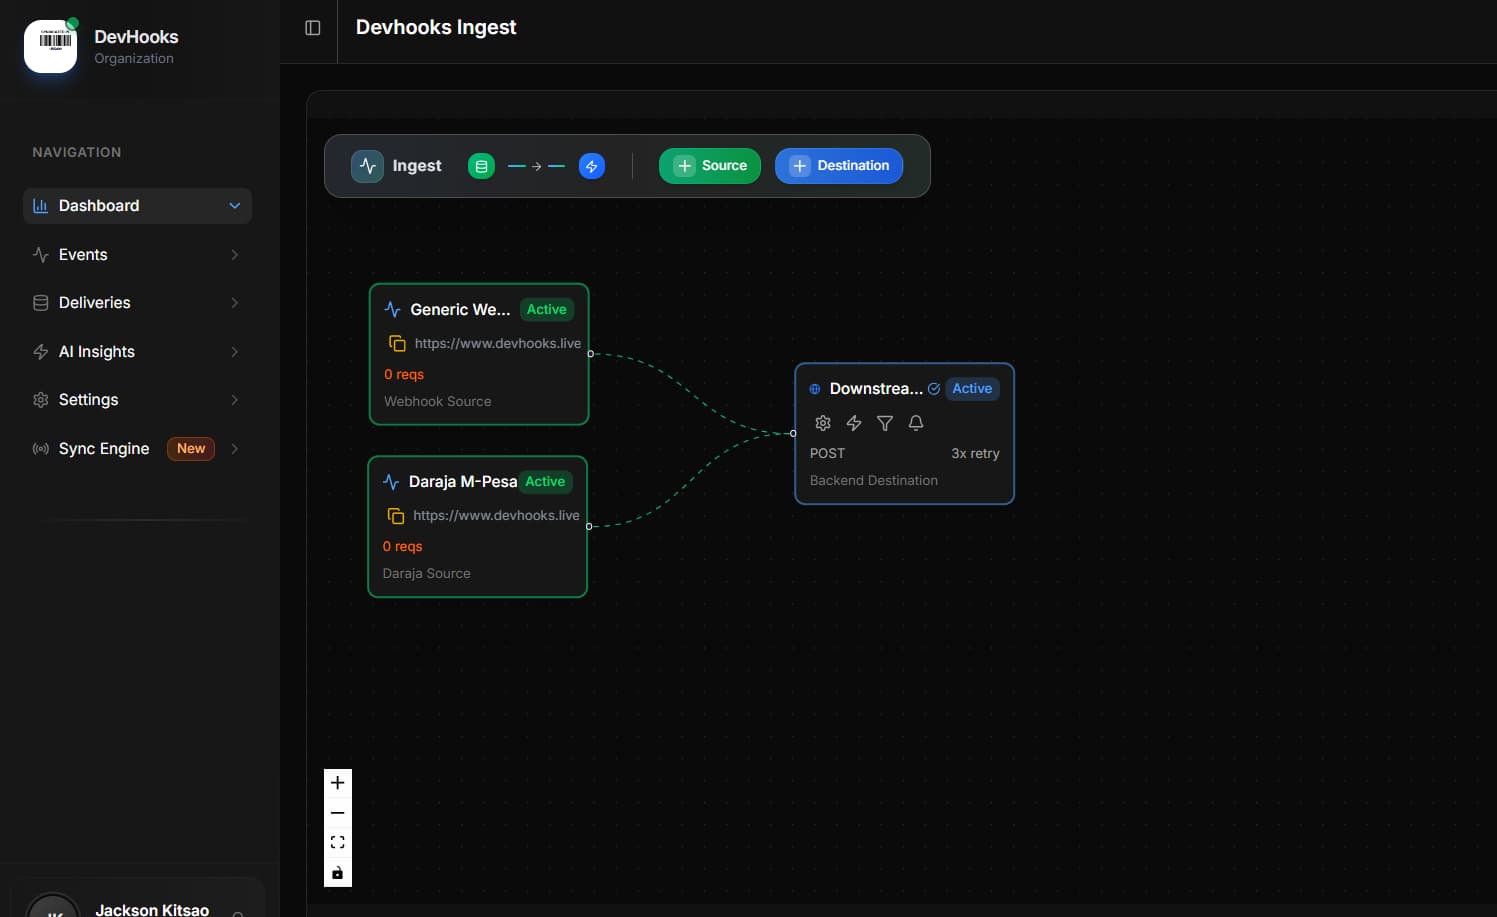 DevHooks
Organization
Devhooks Ingest
NAVIGATION
Dashboard
Events
Deliveries
AI Insights
Settings
Sync Engine New
Ingest
Source
Destination
Generic We... Active
https://www.devhooks.live
0 reqs
Webhook Source
Daraja M-Pesa Active
https://www.devhooks.live
0 reqs
Daraja Source
Downstrea... Active
POST 3x retry
Backend Destination
JK Jackson Kitsao